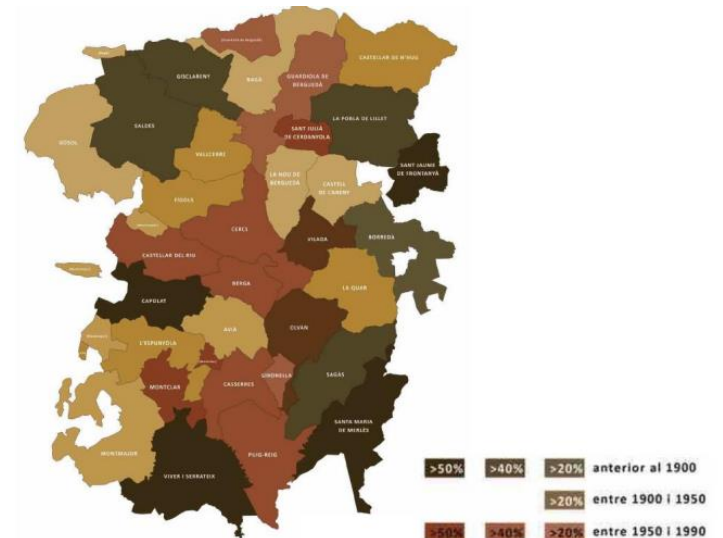 CASTELLAR DE N'HUG
GISCLARENY
BAGÀ
GUARDIOLA DE
BERGUEDÀ
LA POBLA DE LILLET
SALDES
SANT JULIÀ
DE CERDANYOLA
GÓSOL
VALLCEBRE
SANT JAUME
DE FRONTANYÀ
LA NOU DE
BERGUEDÀ
CASTELL
DE L'ARENY
FÍGOLS
CERCS
VILADA
BORREDÀ
CASTELLAR DEL RIU
BERGA
LA QUAR
CAPOLAT
AVIÀ
OLVAN
L'ESPUNYOLA
SAGÀS
MONTCLAR
CASSERRES
GIRONELLA
SANTA MARIA
DE MERLÈS
MONTMAJOR
PUIG-REIG
VIVER I SERRATEIX
>50% >40% >20% anterior al 1900
>20% entre 1900 i 1950
>50% >40% >20% entre 1950 i 1990